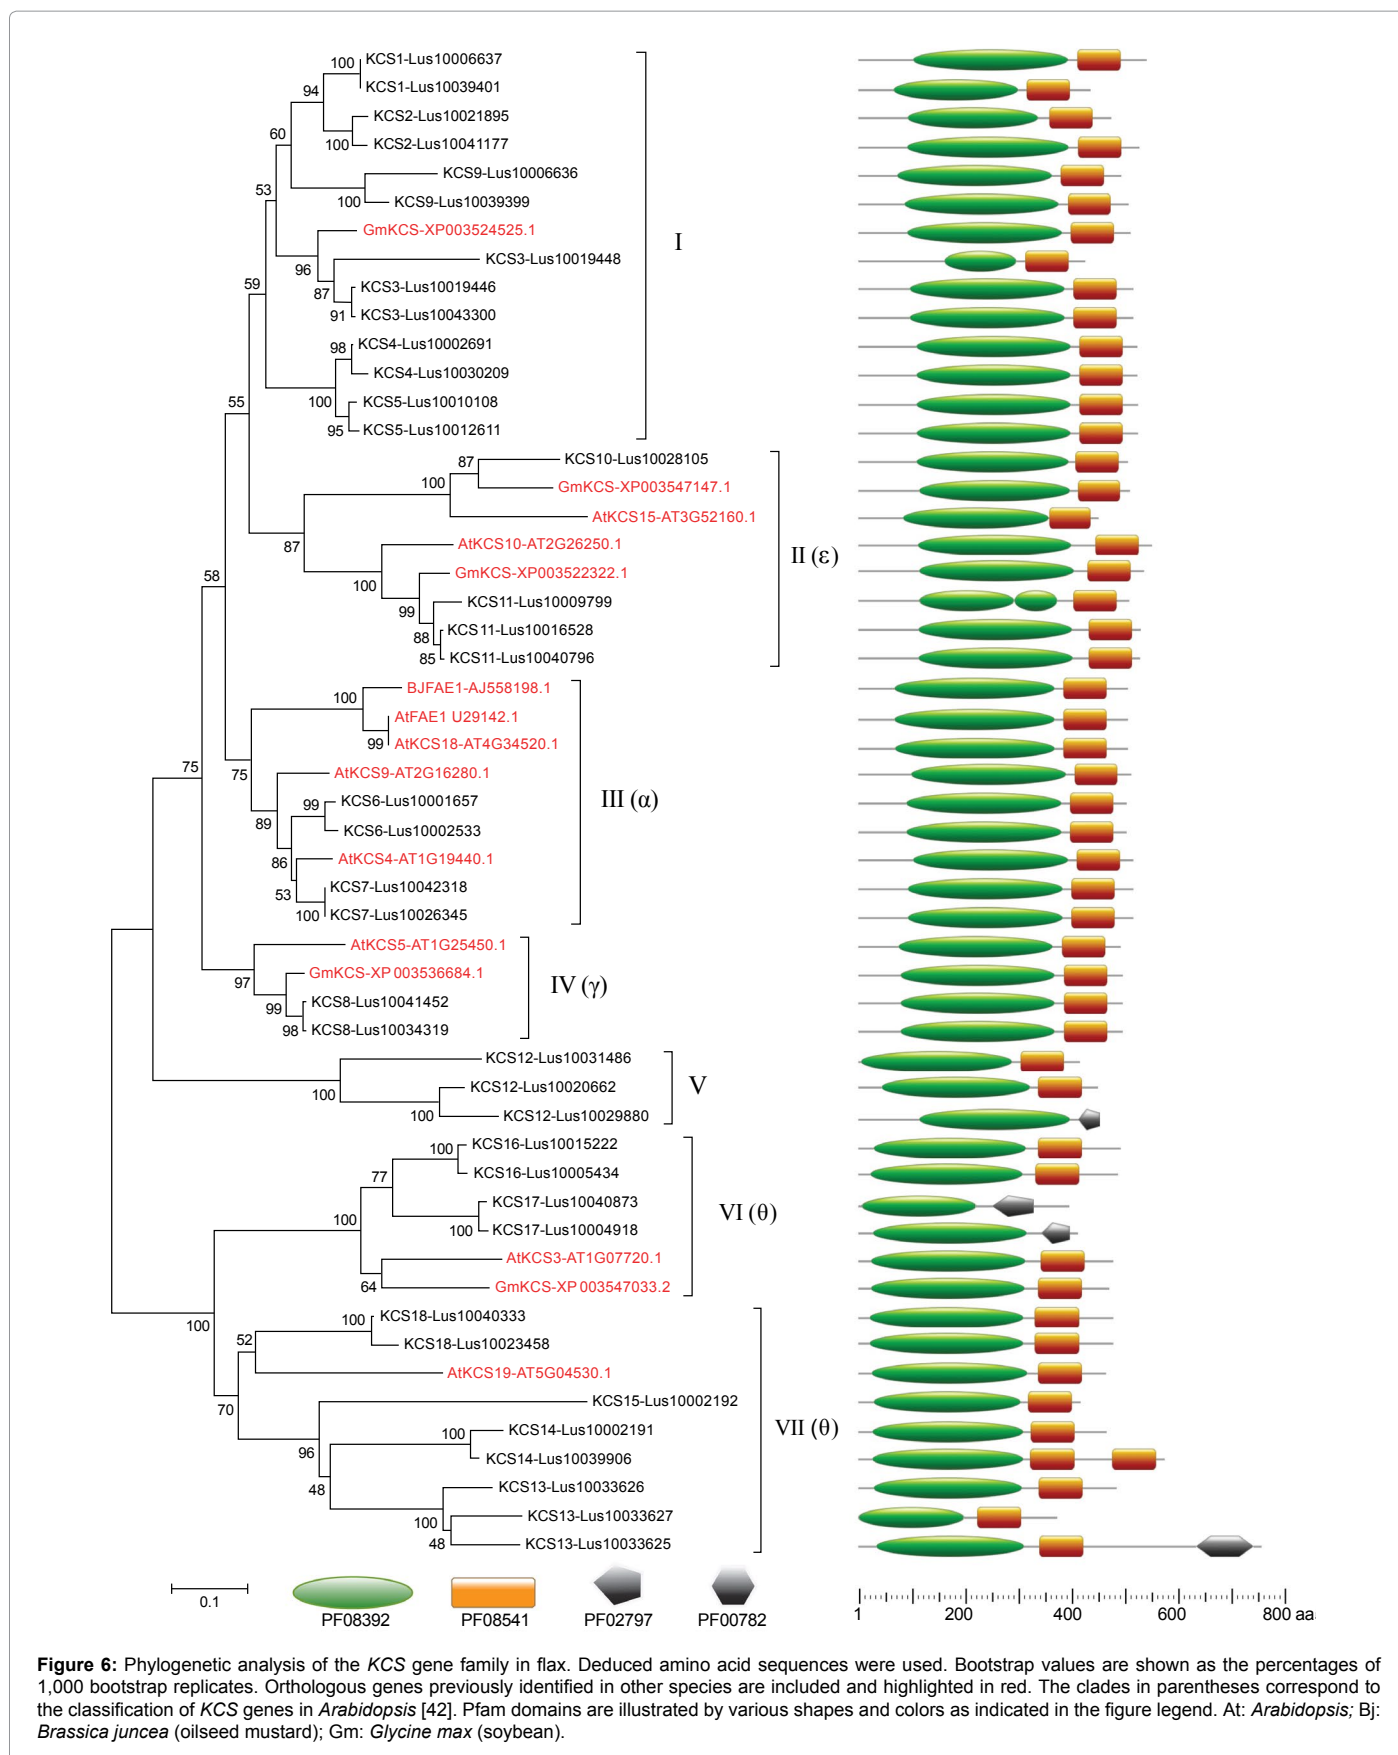 KCS1-Lus10006637
100
KCS1-Lus10039401
94
KCS2-Lus10021895
60
100
KCS2-Lus10041177
KCS9-Lus10006636
53
100
KCS9-Lus10039399
GmKCS-XP003524525.1
I
96
KCS3-Lus10019448
59
87
KCS3-Lus10019446
91
KCS3-Lus10043300
98
KCS4-Lus10002691
KCS4-Lus10030209
55
100
KCS5-Lus10010108
95
KCS5-Lus10012611
87
KCS10-Lus10028105
100
GmKCS-XP003547147.1
AtKCS15-AT3G52160.1
87
AtKCS10-AT2G26250.1
II (ε)
58
100
GmKCS-XP003522322.1
99
KCS11-Lus10009799
88
KCS11-Lus10016528
85
KCS11-Lus10040796
100
BJFAE1-AJ558198.1
AtFAE1 U29142.1
99
AtKCS18-AT4G34520.1
75
75
AtKCS9-AT2G16280.1
99
KCS6-Lus10001657
III (α)
89
KCS6-Lus10002533
86
AtKCS4-AT1G19440.1
53
KCS7-Lus10042318
100
KCS7-Lus10026345
AtKCS5-AT1G25450.1
97
GmKCS-XP 003536684.1
IV (γ)
99
KCS8-Lus10041452
98
KCS8-Lus10034319
KCS12-Lus10031486
100
KCS12-Lus10020662
V
100
KCS12-Lus10029880
100
KCS16-Lus10015222
77
KCS16-Lus10005434
KCS17-Lus10040873
VI (θ)
100
100
KCS17-Lus10004918
AtKCS3-AT1G07720.1
64
GmKCS-XP 003547033.2
100
100
KCS18-Lus10040333
52
KCS18-Lus10023458
AtKCS19-AT5G04530.1
70
KCS15-Lus10002192
VII (θ)
96
100
KCS14-Lus10002191
KCS14-Lus10039906
48
KCS13-Lus10033626
100
KCS13-Lus10033627
48
KCS13-Lus10033625
0.1
PF08392
PF08541
PF02797
PF00782
1 200 400 600 800 aa
Figure 6: Phylogenetic analysis of the KCS gene family in flax. Deduced amino acid sequences were used. Bootstrap values are shown as the percentages of
1,000 bootstrap replicates. Orthologous genes previously identified in other species are included and highlighted in red. The clades in parentheses correspond to
the classification of KCS genes in Arabidopsis [42]. Pfam domains are illustrated by various shapes and colors as indicated in the figure legend. At: Arabidopsis; Bj:
Brassica juncea (oilseed mustard); Gm: Glycine max (soybean).